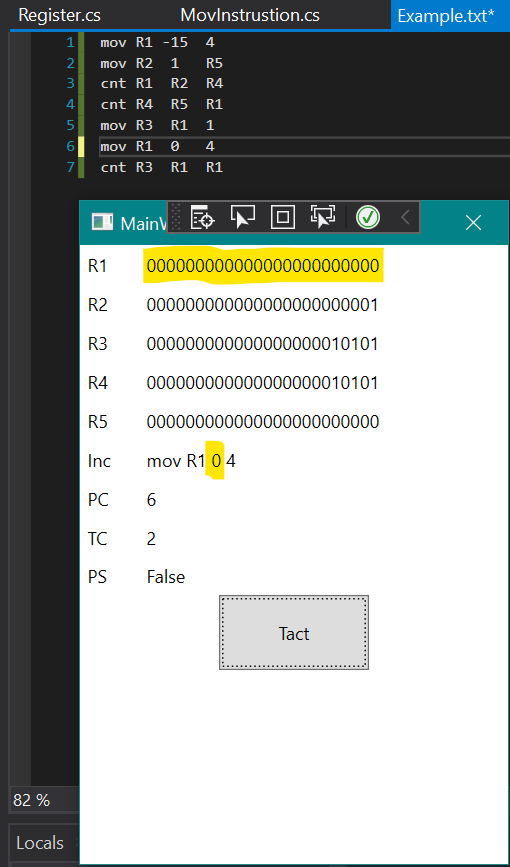 Register.cs MovInstrustion.cs Example.txt*
1 mov R1 -15 4
2 mov R2 1 R5
3 cnt R1 R2 R4
4 cnt R4 R5 R1
5 mov R3 R1 1
6 mov R1 0 4
7 cnt R3 R1 R1
MainW
R1 000000000000000000000000
R2 000000000000000000000001
R3 000000000000000000010101
R4 000000000000000000010101
R5 000000000000000000000000
Inc mov R1 0 4
PC 6
TC 2
PS False
Tact
82 %
Locals